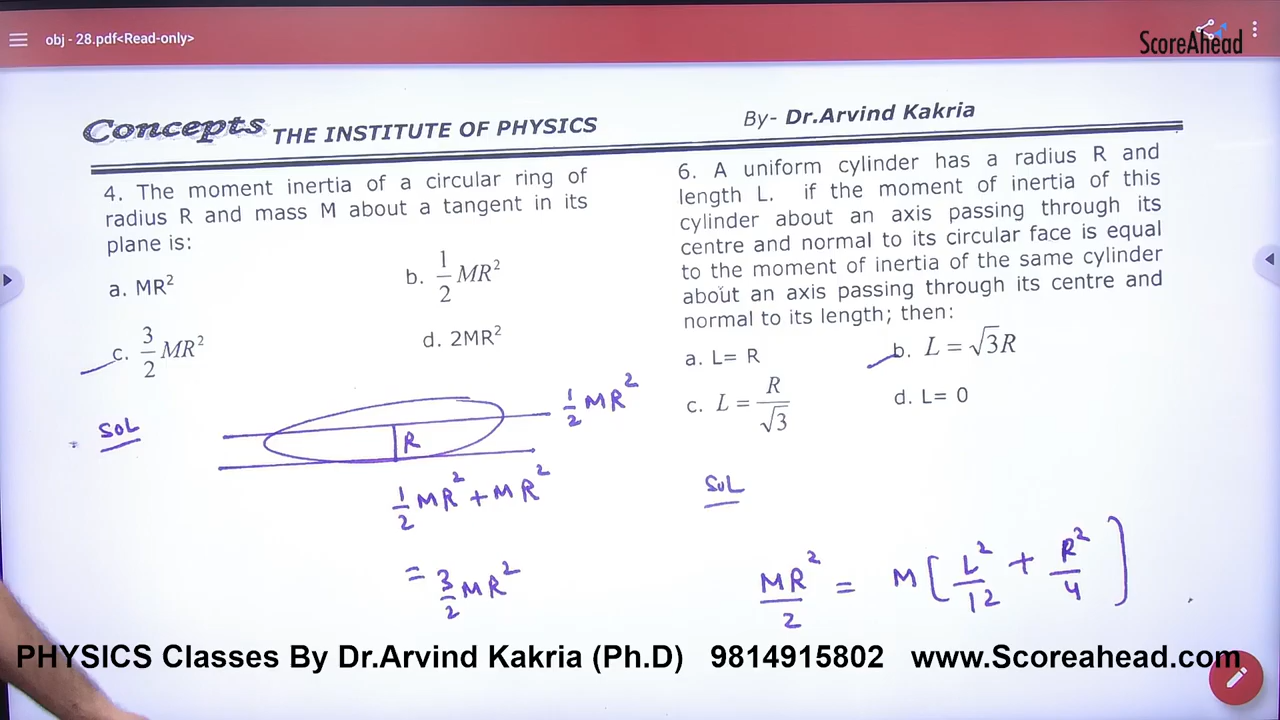 obj - 28.pdf<Read-only>
ScoreAhead
Concepts THE INSTITUTE OF PHYSICS
By- Dr.Arvind Kakria
4. The moment inertia of a circular ring of
radius R and mass M about a tangent in its
plane is:
a. MR²
b. 1/2 MR²
c. 3/2 MR²
d. 2MR²
SOL
1/2 MR²
R
1/2 MR² + MR²
= 3/2 MR²
6. A uniform cylinder has a radius R and
length L. if the moment of inertia of this
cylinder about an axis passing through its
centre and normal to its circular face is equal
to the moment of inertia of the same cylinder
about an axis passing through its centre and
normal to its length; then:
a. L= R
b. L = √3R
c. L = R/√3
d. L= 0
SOL
MR²/2 = M[L²/12 + R²/4]
PHYSICS Classes By Dr.Arvind Kakria (Ph.D) 9814915802 www.Scoreahead.com